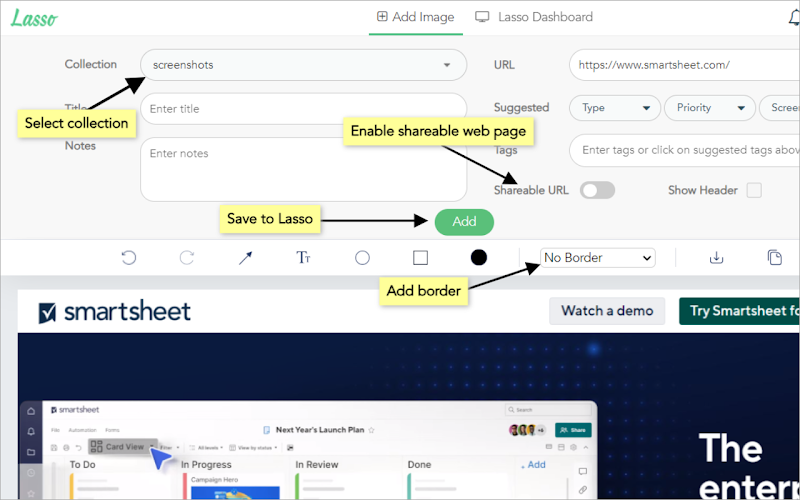 Lasso
Add Image
Lasso Dashboard
Collection
screenshots
URL
https://www.smartsheet.com/
Title
Enter title
Suggested
Type
Priority
Select collection
Enable shareable web page
Notes
Enter notes
Tags
Enter tags or click on suggested tags abov
Shareable URL
Show Header
Save to Lasso
Add
TT
No Border
Add border
smartsheet
Watch a demo
Try Smartsheet fo
smartsheet
Search
File Automation Forms
Next Year's Launch Plan
+4
Share
Card View
Filter
All levels
View by status
To Do
In Progress
In Review
Done
+ Add
Campaign Hero
The
enter